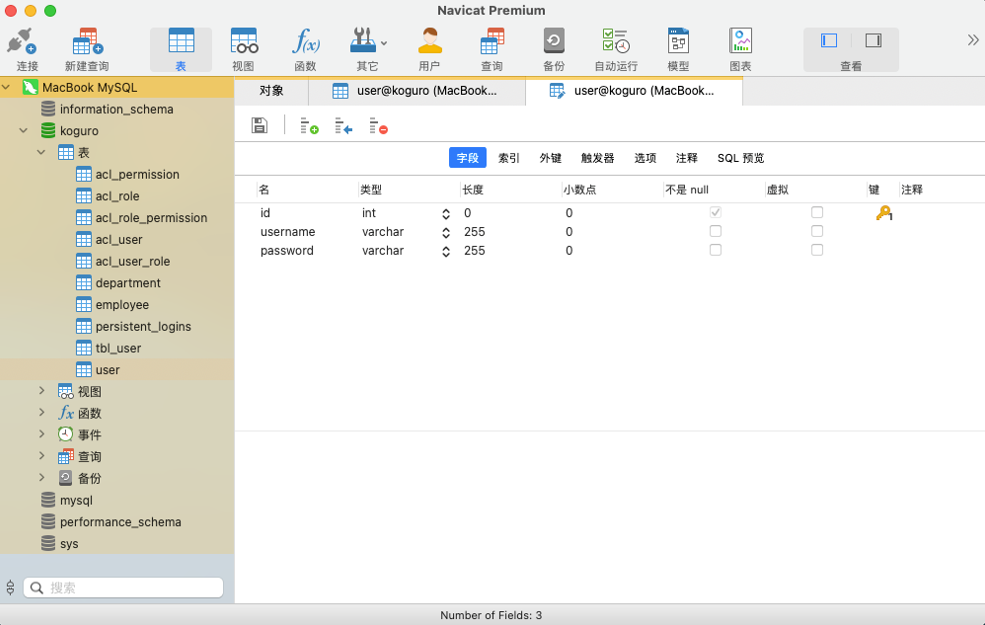 Navicat Premium
连接 新建查询 表 视图 函数 其它 用户 查询 备份 自动运行 模型 图表 查看
MacBook MySQL
information_schema
koguro
表
acl_permission
acl_role
acl_role_permission
acl_user
acl_user_role
department
employee
persistent_logins
tbl_user
user
视图
函数
事件
查询
备份
mysql
performance_schema
sys
搜索
对象 user@koguro (MacBook... user@koguro (MacBook...
字段 索引 外键 触发器 选项 注释 SQL 预览
名 类型 长度 小数点 不是 null 虚拟 键 注释
id int 0 0 1
username varchar 255 0
password varchar 255 0
Number of Fields: 3